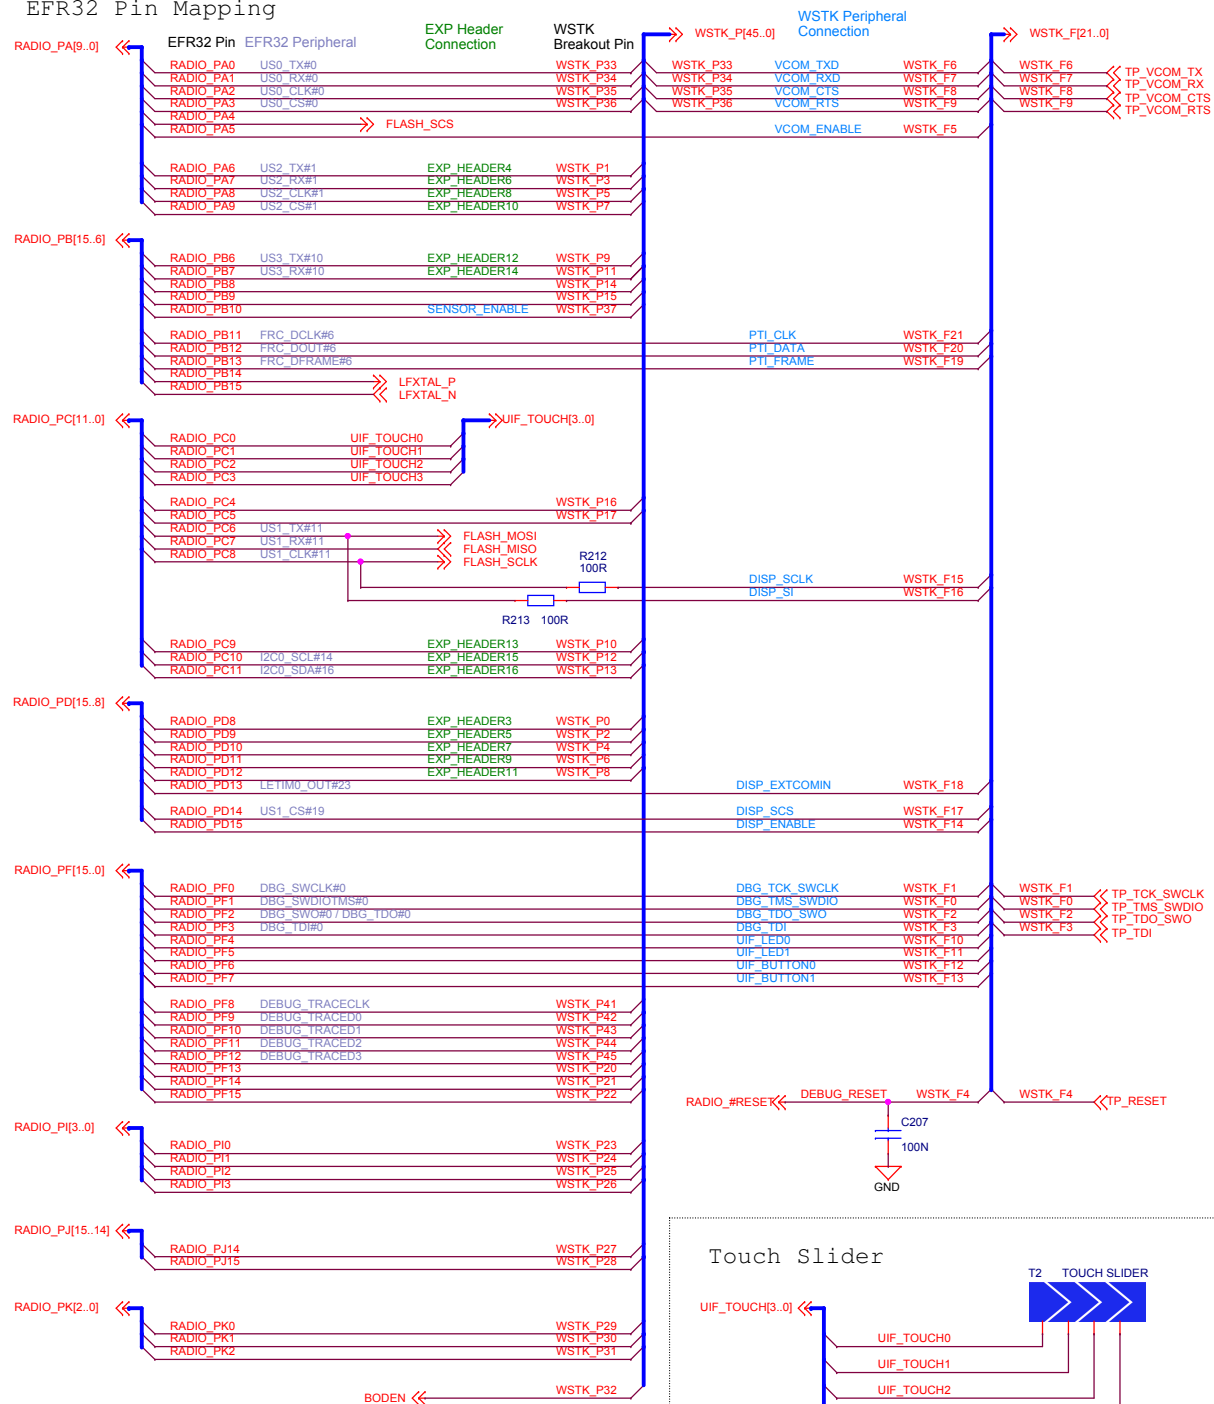 EFR32 Pin Mapping
EFR32 Pin EFR32 Peripheral EXP Header Connection WSTK Breakout Pin WSTK_P[45..0] WSTK Peripheral Connection WSTK_F[21..0]
RADIO_PA[9..0]
RADIO_PA0 US0_TX#0 WSTK_P33 WSTK_P33 VCOM_TXD WSTK_F6 WSTK_F6 TP_VCOM_TX
RADIO_PA1 US0_RX#0 WSTK_P34 WSTK_P34 VCOM_RXD WSTK_F7 WSTK_F7 TP_VCOM_RX
RADIO_PA2 US0_CLK#0 WSTK_P35 WSTK_P35 VCOM_CTS WSTK_F8 WSTK_F8 TP_VCOM_CTS
RADIO_PA3 US0_CS#0 WSTK_P36 WSTK_P36 VCOM_RTS WSTK_F9 WSTK_F9 TP_VCOM_RTS
RADIO_PA4 FLASH_SCS
RADIO_PA5 VCOM_ENABLE WSTK_F5
RADIO_PA6 US2_TX#1 EXP_HEADER4 WSTK_P1
RADIO_PA7 US2_RX#1 EXP_HEADER6 WSTK_P3
RADIO_PA8 US2_CLK#1 EXP_HEADER8 WSTK_P5
RADIO_PA9 US2_CS#1 EXP_HEADER10 WSTK_P7
RADIO_PB[15..6]
RADIO_PB6 US3_TX#10 EXP_HEADER12 WSTK_P9
RADIO_PB7 US3_RX#10 EXP_HEADER14 WSTK_P11
RADIO_PB8 WSTK_P14
RADIO_PB9 WSTK_P15
RADIO_PB10 SENSOR_ENABLE WSTK_P37
RADIO_PB11 FRC_DCLK#6 PTI_CLK WSTK_F21
RADIO_PB12 FRC_DOUT#6 PTI_DATA WSTK_F20
RADIO_PB13 FRC_DFRAME#6 PTI_FRAME WSTK_F19
RADIO_PB14 LFXTAL_P
RADIO_PB15 LFXTAL_N
RADIO_PC[11..0] UIF_TOUCH[3..0]
RADIO_PC0 UIF_TOUCH0
RADIO_PC1 UIF_TOUCH1
RADIO_PC2 UIF_TOUCH2
RADIO_PC3 UIF_TOUCH3
RADIO_PC4 WSTK_P16
RADIO_PC5 WSTK_P17
RADIO_PC6 US1_TX#11 FLASH_MOSI
RADIO_PC7 US1_RX#11 FLASH_MISO
RADIO_PC8 US1_CLK#11 FLASH_SCLK
R212
100R
DISP_SCLK WSTK_F15
DISP_SI WSTK_F16
R213 100R
RADIO_PC9 EXP_HEADER13 WSTK_P10
RADIO_PC10 I2C0_SCL#14 EXP_HEADER15 WSTK_P12
RADIO_PC11 I2C0_SDA#16 EXP_HEADER16 WSTK_P13
RADIO_PD[15..8]
RADIO_PD8 EXP_HEADER3 WSTK_P0
RADIO_PD9 EXP_HEADER5 WSTK_P2
RADIO_PD10 EXP_HEADER7 WSTK_P4
RADIO_PD11 EXP_HEADER9 WSTK_P6
RADIO_PD12 EXP_HEADER11 WSTK_P8
RADIO_PD13 LETIM0_OUT#23 DISP_EXTCOMIN WSTK_F18
RADIO_PD14 US1_CS#19 DISP_SCS WSTK_F17
RADIO_PD15 DISP_ENABLE WSTK_F14
RADIO_PF[15..0]
RADIO_PF0 DBG_SWCLK#0 DBG_TCK_SWCLK WSTK_F1 WSTK_F1 TP_TCK_SWCLK
RADIO_PF1 DBG_SWDIOTMS#0 DBG_TMS_SWDIO WSTK_F0 WSTK_F0 TP_TMS_SWDIO
RADIO_PF2 DBG_SWO#0 / DBG_TDO#0 DBG_TDO_SWO WSTK_F2 WSTK_F2 TP_TDO_SWO
RADIO_PF3 DBG_TDI#0 DBG_TDI WSTK_F3 WSTK_F3 TP_TDI
RADIO_PF4 UIF_LED0 WSTK_F10
RADIO_PF5 UIF_LED1 WSTK_F11
RADIO_PF6 UIF_BUTTON0 WSTK_F12
RADIO_PF7 UIF_BUTTON1 WSTK_F13
RADIO_PF8 DEBUG_TRACECLK WSTK_P41
RADIO_PF9 DEBUG_TRACED0 WSTK_P42
RADIO_PF10 DEBUG_TRACED1 WSTK_P43
RADIO_PF11 DEBUG_TRACED2 WSTK_P44
RADIO_PF12 DEBUG_TRACED3 WSTK_P45
RADIO_PF13 WSTK_P20
RADIO_PF14 WSTK_P21
RADIO_PF15 WSTK_P22
RADIO_#RESET DEBUG_RESET WSTK_F4 WSTK_F4 TP_RESET
C207
100N
GND
RADIO_PI[3..0]
RADIO_PI0 WSTK_P23
RADIO_PI1 WSTK_P24
RADIO_PI2 WSTK_P25
RADIO_PI3 WSTK_P26
RADIO_PJ[15..14]
RADIO_PJ14 WSTK_P27
RADIO_PJ15 WSTK_P28
RADIO_PK[2..0]
RADIO_PK0 WSTK_P29
RADIO_PK1 WSTK_P30
RADIO_PK2 WSTK_P31
BODEN WSTK_P32
Touch Slider
T2 TOUCH SLIDER
UIF_TOUCH[3..0]
UIF_TOUCH0
UIF_TOUCH1
UIF_TOUCH2